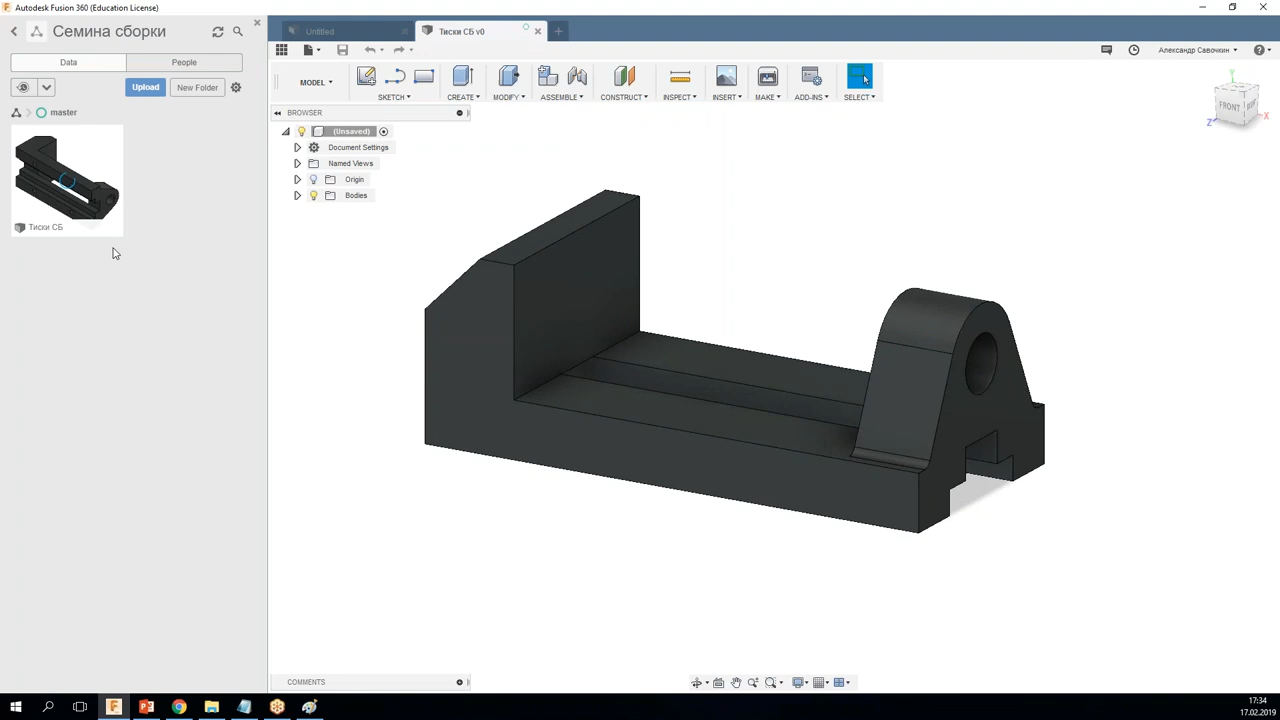 Autodesk Fusion 360 (Education License)
Семина сборки
Data
People
Upload
New Folder
master
Тиски СБ
Untitled
Тиски СБ v0
Александр Савочкин
MODEL
SKETCH
CREATE
MODIFY
ASSEMBLE
CONSTRUCT
INSPECT
INSERT
MAKE
ADD-INS
SELECT
BROWSER
(Unsaved)
Document Settings
Named Views
Origin
Bodies
Y
FRONT
X
Z
COMMENTS
17:34
17.02.2019